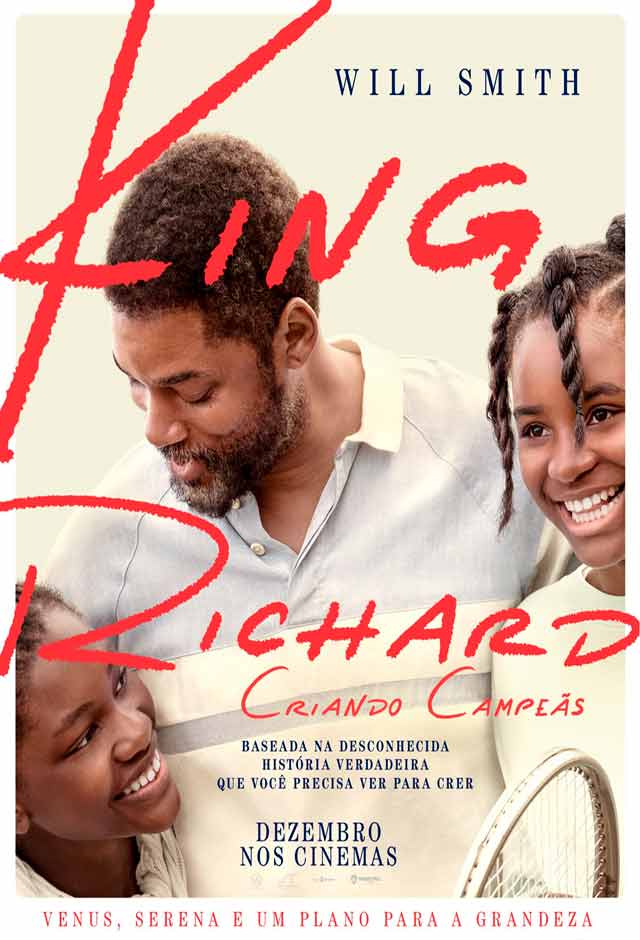 WILL SMITH
KING
RICHARD
CRIANDO CAMPEÃS
BASEADA NA DESCONHECIDA
HISTÓRIA VERDADEIRA
QUE VOCÊ PRECISA VER PARA CRER
DEZEMBRO
NOS CINEMAS
VENUS, SERENA E UM PLANO PARA A GRANDEZA